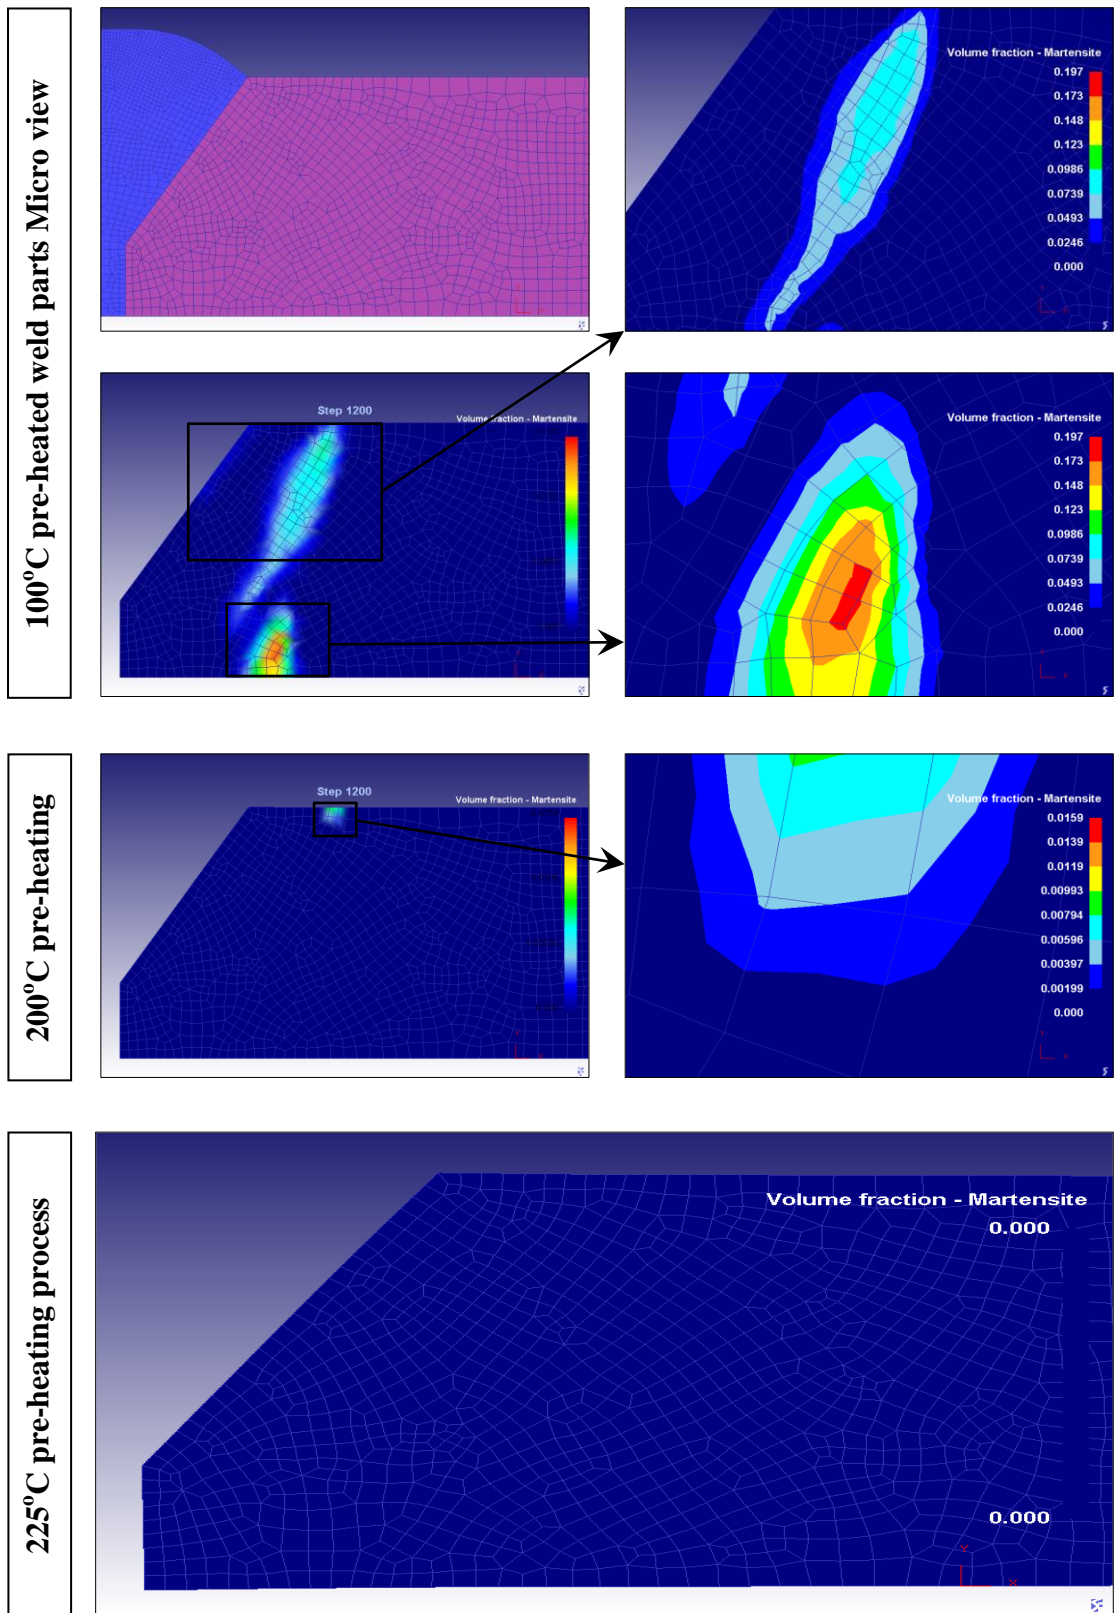 100°C pre-heated weld parts Micro view
Volume fraction - Martensite
0.197
0.173
0.148
0.123
0.0986
0.0739
0.0493
0.0246
0.000
Step 1200
Volume fraction - Martensite
Volume fraction - Martensite
0.197
0.173
0.148
0.123
0.0986
0.0739
0.0493
0.0246
0.000
200°C pre-heating
Step 1200
Volume fraction - Martensite
Volume fraction - Martensite
0.0159
0.0139
0.0119
0.00993
0.00794
0.00596
0.00397
0.00199
0.000
225°C pre-heating process
Volume fraction - Martensite
0.000
0.000
Y
X